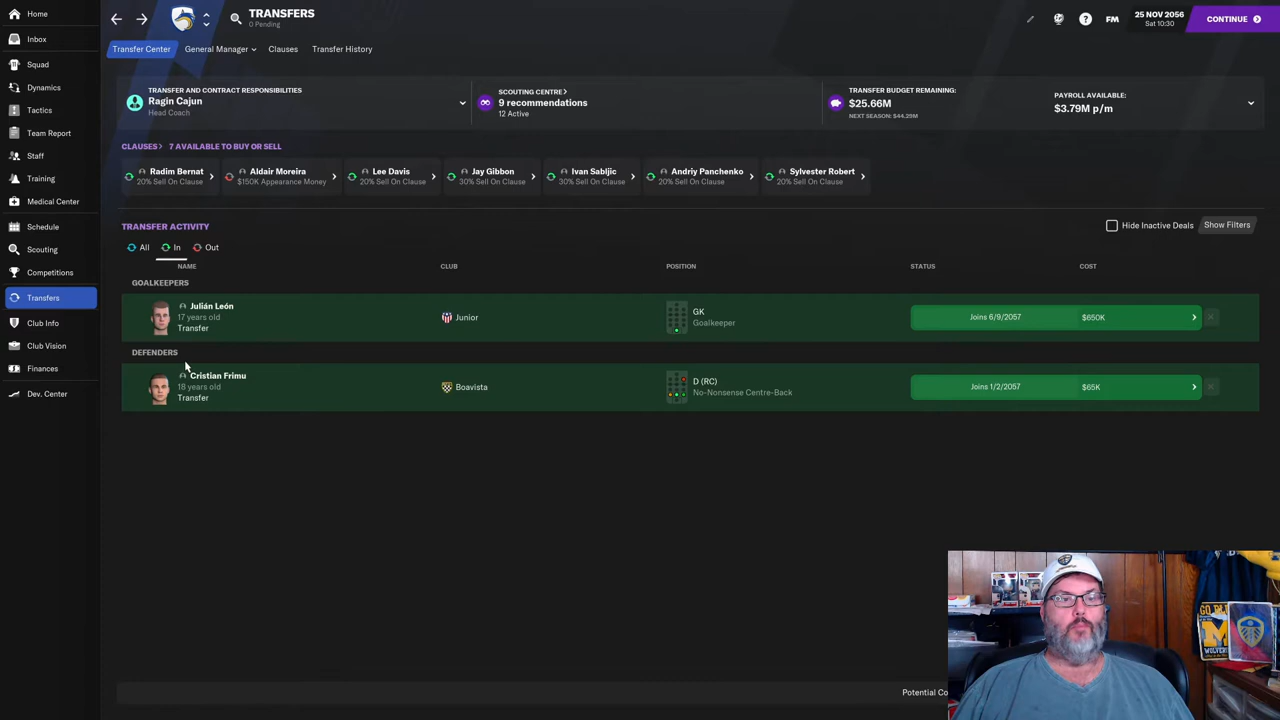 Home
Inbox
Squad
Dynamics
Tactics
Team Report
Staff
Training
Medical Center
Schedule
Scouting
Competitions
Transfers
Club Info
Club Vision
Finances
Dev. Center
TRANSFERS
0 Pending
FM
25 NOV 2056
Sat 10:30
CONTINUE
Transfer Center
General Manager
Clauses
Transfer History
TRANSFER AND CONTRACT RESPONSIBILITIES
Ragin Cajun
Head Coach
SCOUTING CENTRE>
9 recommendations
12 Active
TRANSFER BUDGET REMAINING:
$25.66M
NEXT SEASON: $44.35M
PAYROLL AVAILABLE:
$3.79M p/m
CLAUSES> 7 AVAILABLE TO BUY OR SELL
Radim Bernat
20% Sell On Clause
Aldair Moreira
$150K Appearance Money
Lee Davis
20% Sell On Clause
Jay Gibbon
30% Sell On Clause
Ivan Sabljic
30% Sell On Clause
Andriy Panchenko
20% Sell On Clause
Sylvester Robert
20% Sell On Clause
TRANSFER ACTIVITY
Hide Inactive Deals
Show Filters
All In Out
NAME CLUB POSITION STATUS COST
GOALKEEPERS
Julián León
17 years old
Transfer
Junior
GK
Goalkeeper
Joins 6/9/2057 $650K
DEFENDERS
Cristian Frimu
18 years old
Transfer
Boavista
D (RC)
No-Nonsense Centre-Back
Joins 1/2/2057 $65K
Potential Co